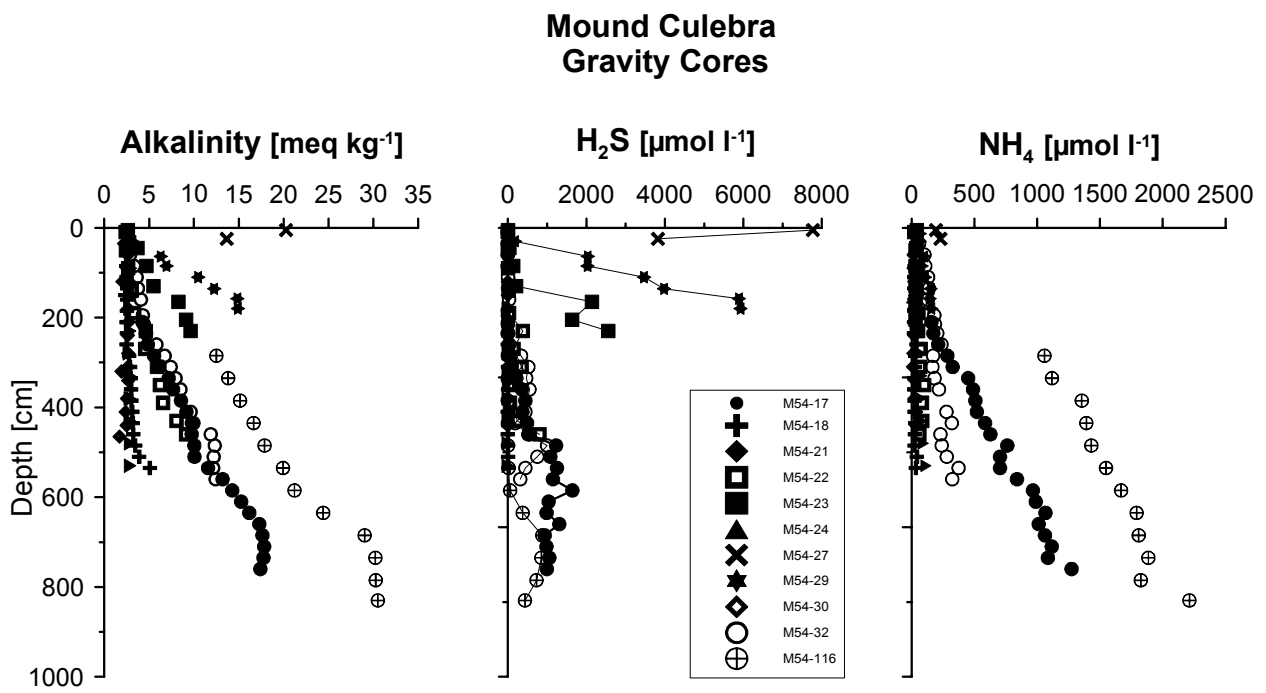 Mound Culebra
Gravity Cores
Alkalinity [meq kg-1]
H2S [µmol l-1]
NH4 [µmol l-1]
0 5 10 15 20 25 30 35
0 2000 4000 6000 8000
0 500 1000 1500 2000 2500
Depth [cm]
0
200
400
600
800
1000
M54-17
M54-18
M54-21
M54-22
M54-23
M54-24
M54-27
M54-29
M54-30
M54-32
M54-116